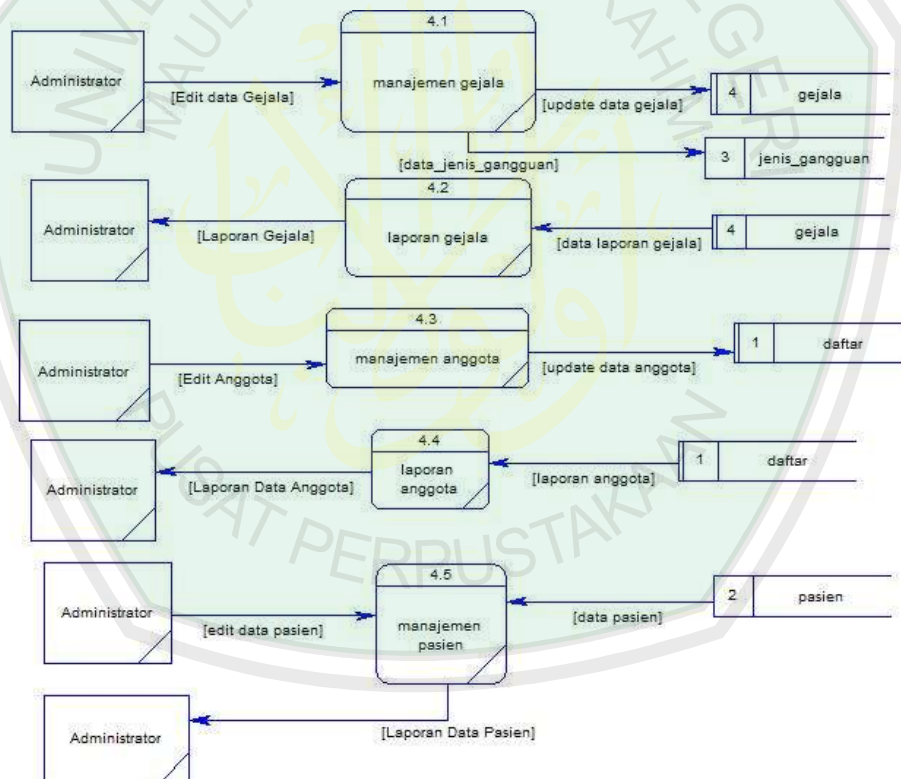 4.1
Administrator
[Edit data Gejala]
manajemen gejala
[update data gejala]
4 gejala
[data_jenis_gangguan]
3 jenis_gangguan
4.2
Administrator
[Laporan Gejala]
laporan gejala
[data laporan gejala]
4 gejala
4.3
Administrator
[Edit Anggota]
manajemen anggota
[update data anggota]
1 daftar
4.4
Administrator
[Laporan Data Anggota]
laporan
anggota
[laporan anggota]
1 daftar
4.5
Administrator
[edit data pasien]
manajemen
pasien
[data pasien]
2 pasien
Administrator
[Laporan Data Pasien]
PUSAT PERPUSTAKAAN